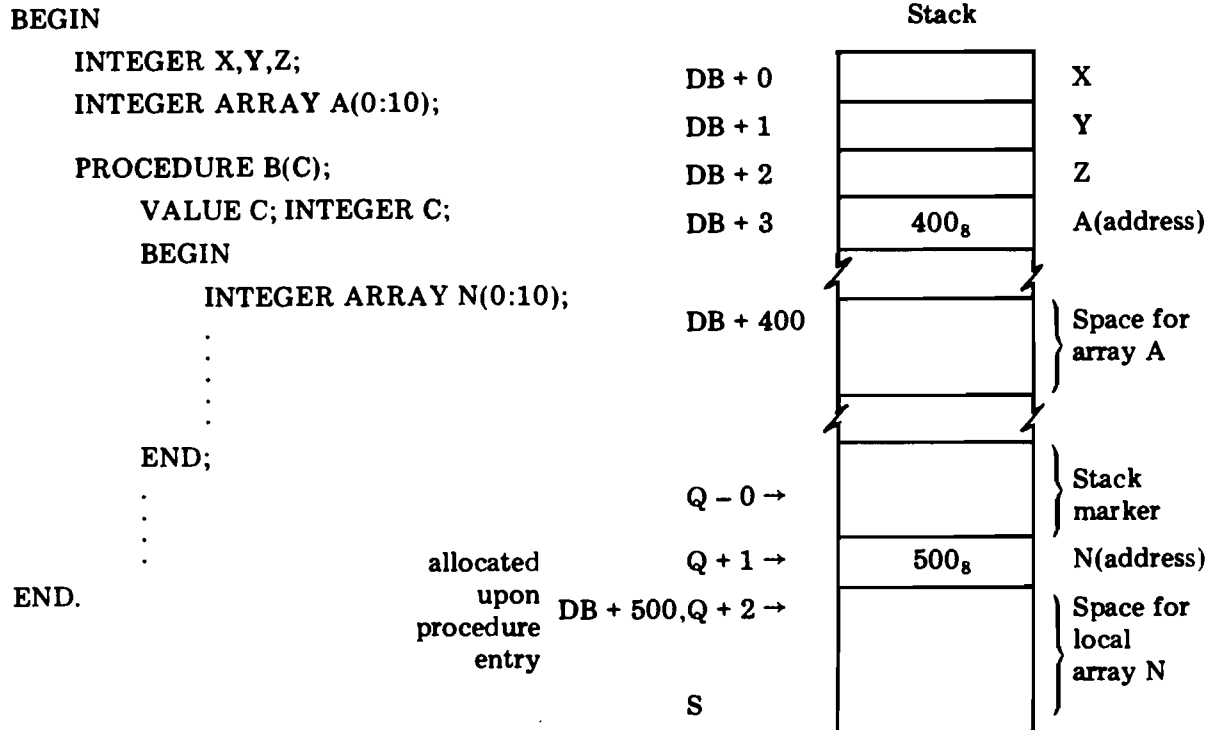 BEGIN
INTEGER X,Y,Z;
INTEGER ARRAY A(0:10);
PROCEDURE B(C);
VALUE C; INTEGER C;
BEGIN
INTEGER ARRAY N(0:10);
.
.
.
.
.
END;
.
.
.
.
END.
Stack
DB + 0 X
DB + 1 Y
DB + 2 Z
DB + 3 400₈ A(address)
DB + 400 Space for
array A
Q – 0 → Stack
marker
Q + 1 → 500₈ N(address)
DB + 500,Q + 2 → Space for
local
array N
S
allocated
upon
procedure
entry